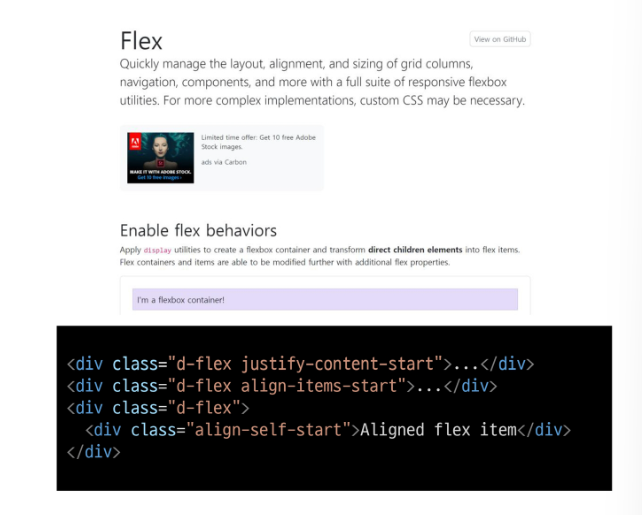 Flex
View on GitHub
Quickly manage the layout, alignment, and sizing of grid columns,
navigation, components, and more with a full suite of responsive flexbox
utilities. For more complex implementations, custom CSS may be necessary.
MAKE IT WITH ADOBE STOCK.
Get 10 free images ›
Limited time offer: Get 10 free Adobe
Stock images.
ads via Carbon
Enable flex behaviors
Apply display utilities to create a flexbox container and transform direct children elements into flex items.
Flex containers and items are able to be modified further with additional flex properties.
I'm a flexbox container!
<div class="d-flex justify-content-start">...</div>
<div class="d-flex align-items-start">...</div>
<div class="d-flex">
  <div class="align-self-start">Aligned flex item</div>
</div>